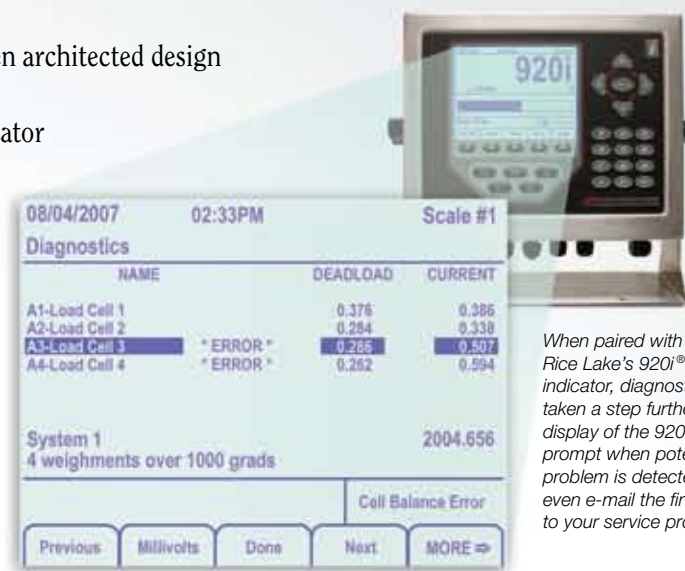 en architected design
ator
920i
08/04/2007 02:33PM Scale #1
Diagnostics
NAME DEADLOAD CURRENT
A1-Load Cell 1 0.376 0.386
A2-Load Cell 2 0.284 0.338
A3-Load Cell 3 * ERROR * 0.286 0.507
A4-Load Cell 4 * ERROR * 0.262 0.594
System 1 2004.656
4 weighments over 1000 grads
Cell Balance Error
Previous Millivolts Done Next MORE ⇨
When paired with
Rice Lake's 920i®
indicator, diagnost
taken a step furthe
display of the 920
prompt when pote
problem is detecte
even e-mail the fir
to your service pro